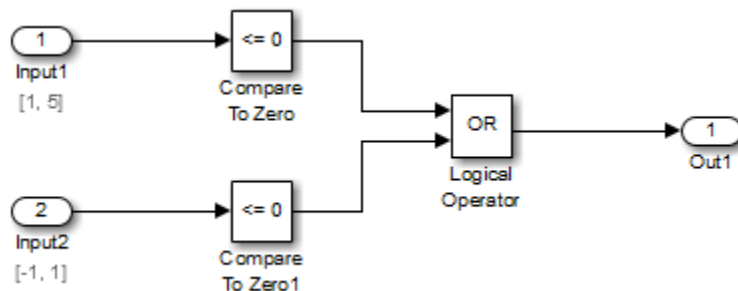 1
Input1
[1, 5]
<= 0
Compare
To Zero
OR
Logical
Operator
1
Out1
2
Input2
[-1, 1]
<= 0
Compare
To Zero1